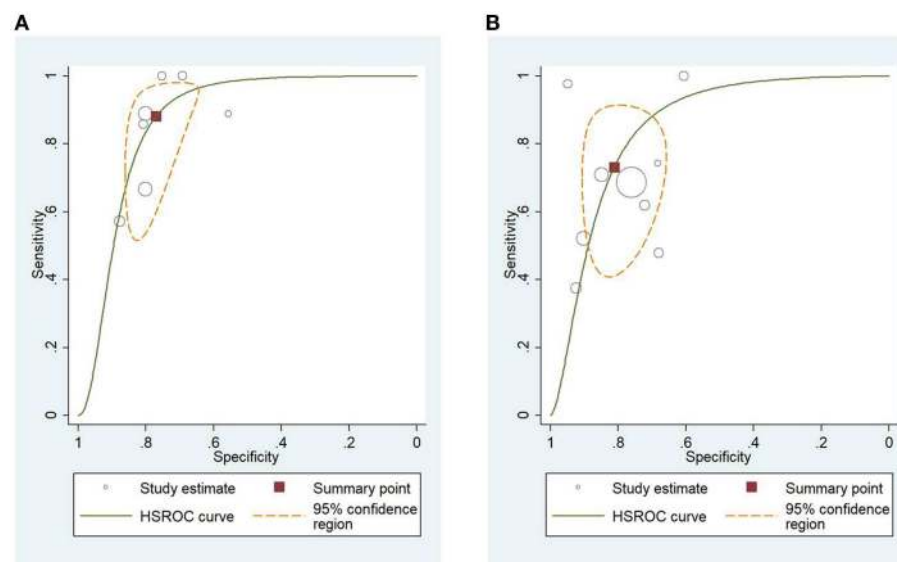 A
1
.8
.6
.4
.2
0
Sensitivity
1
.8
.6
.4
.2
0
Specificity
Study estimate
Summary point
HSROC curve
95% confidence
region
B
1
.8
.6
.4
.2
0
Sensitivity
1
.8
.6
.4
.2
0
Specificity
Study estimate
Summary point
HSROC curve
95% confidence
region